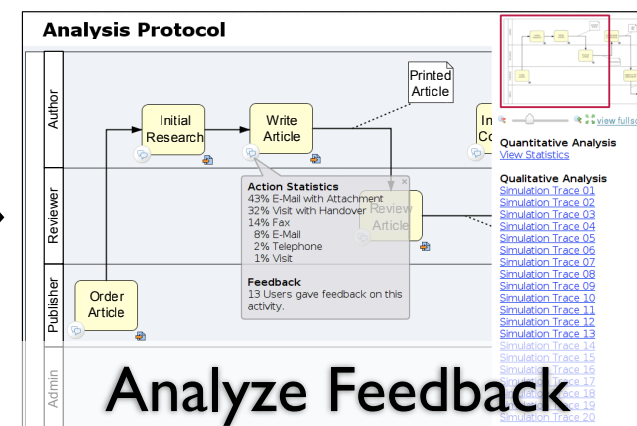 Analysis Protocol
Author
Reviewer
Publisher
Admin
Printed
Article
Initial
Research
Write
Article
In
Co
Review
Article
Order
Article
Action Statistics
43% E-Mail with Attachment
32% Visit with Handover
14% Fax
8% E-Mail
2% Telephone
1% Visit
Feedback
13 Users gave feedback on this
activity.
view fullsc
Quantitative Analysis
View Statistics
Qualitative Analysis
Simulation Trace 01
Simulation Trace 02
Simulation Trace 03
Simulation Trace 04
Simulation Trace 05
Simulation Trace 06
Simulation Trace 07
Simulation Trace 08
Simulation Trace 09
Simulation Trace 10
Simulation Trace 11
Simulation Trace 12
Simulation Trace 13
Simulation Trace 14
Simulation Trace 15
Simulation Trace 16
Simulation Trace 17
Simulation Trace 18
Simulation Trace 19
Simulation Trace 20
Analyze Feedback